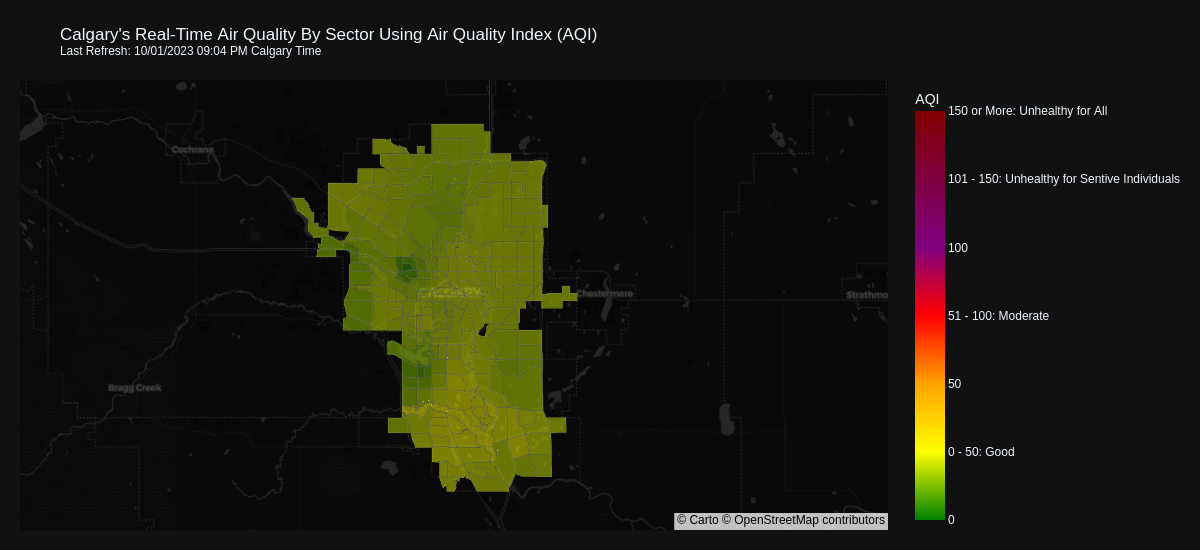 Calgary's Real-Time Air Quality By Sector Using Air Quality Index (AQI)
Last Refresh: 10/01/2023 09:04 PM Calgary Time
AQI
150 or More: Unhealthy for All
Cochrane
101 - 150: Unhealthy for Sentive Individuals
100
CALGARY
Chestermere
Strathmo
51 - 100: Moderate
50
Bragg Creek
0 - 50: Good
0
© Carto © OpenStreetMap contributors